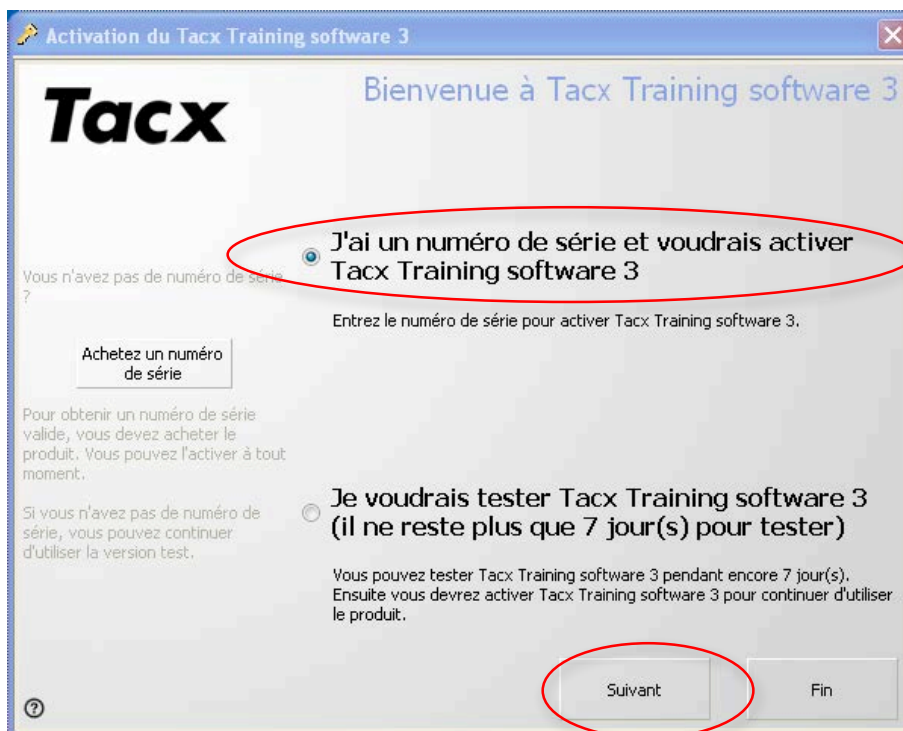 Activation du Tacx Training software 3
Tacx
Bienvenue à Tacx Training software 3
J'ai un numéro de série et voudrais activer
Tacx Training software 3
Entrez le numéro de série pour activer Tacx Training software 3.
Vous n'avez pas de numéro de série
?
Achetez un numéro
de série
Pour obtenir un numéro de série
valide, vous devez acheter le
produit. Vous pouvez l'activer à tout
moment.
Si vous n'avez pas de numéro de
série, vous pouvez continuer
d'utiliser la version test.
Je voudrais tester Tacx Training software 3
(il ne reste plus que 7 jour(s) pour tester)
Vous pouvez tester Tacx Training software 3 pendant encore 7 jour(s).
Ensuite vous devrez activer Tacx Training software 3 pour continuer d'utiliser
le produit.
Suivant
Fin
?